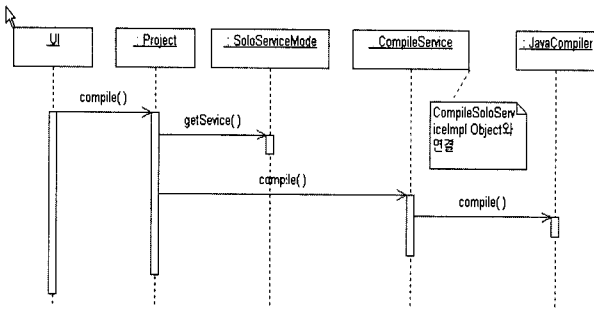 UI
: Project
: SoloServiceMode
CompileService
: JavaCompiler
compile()
getSevice()
CompileSoloServ
iceImpl Object와
연결
compile()
compile()